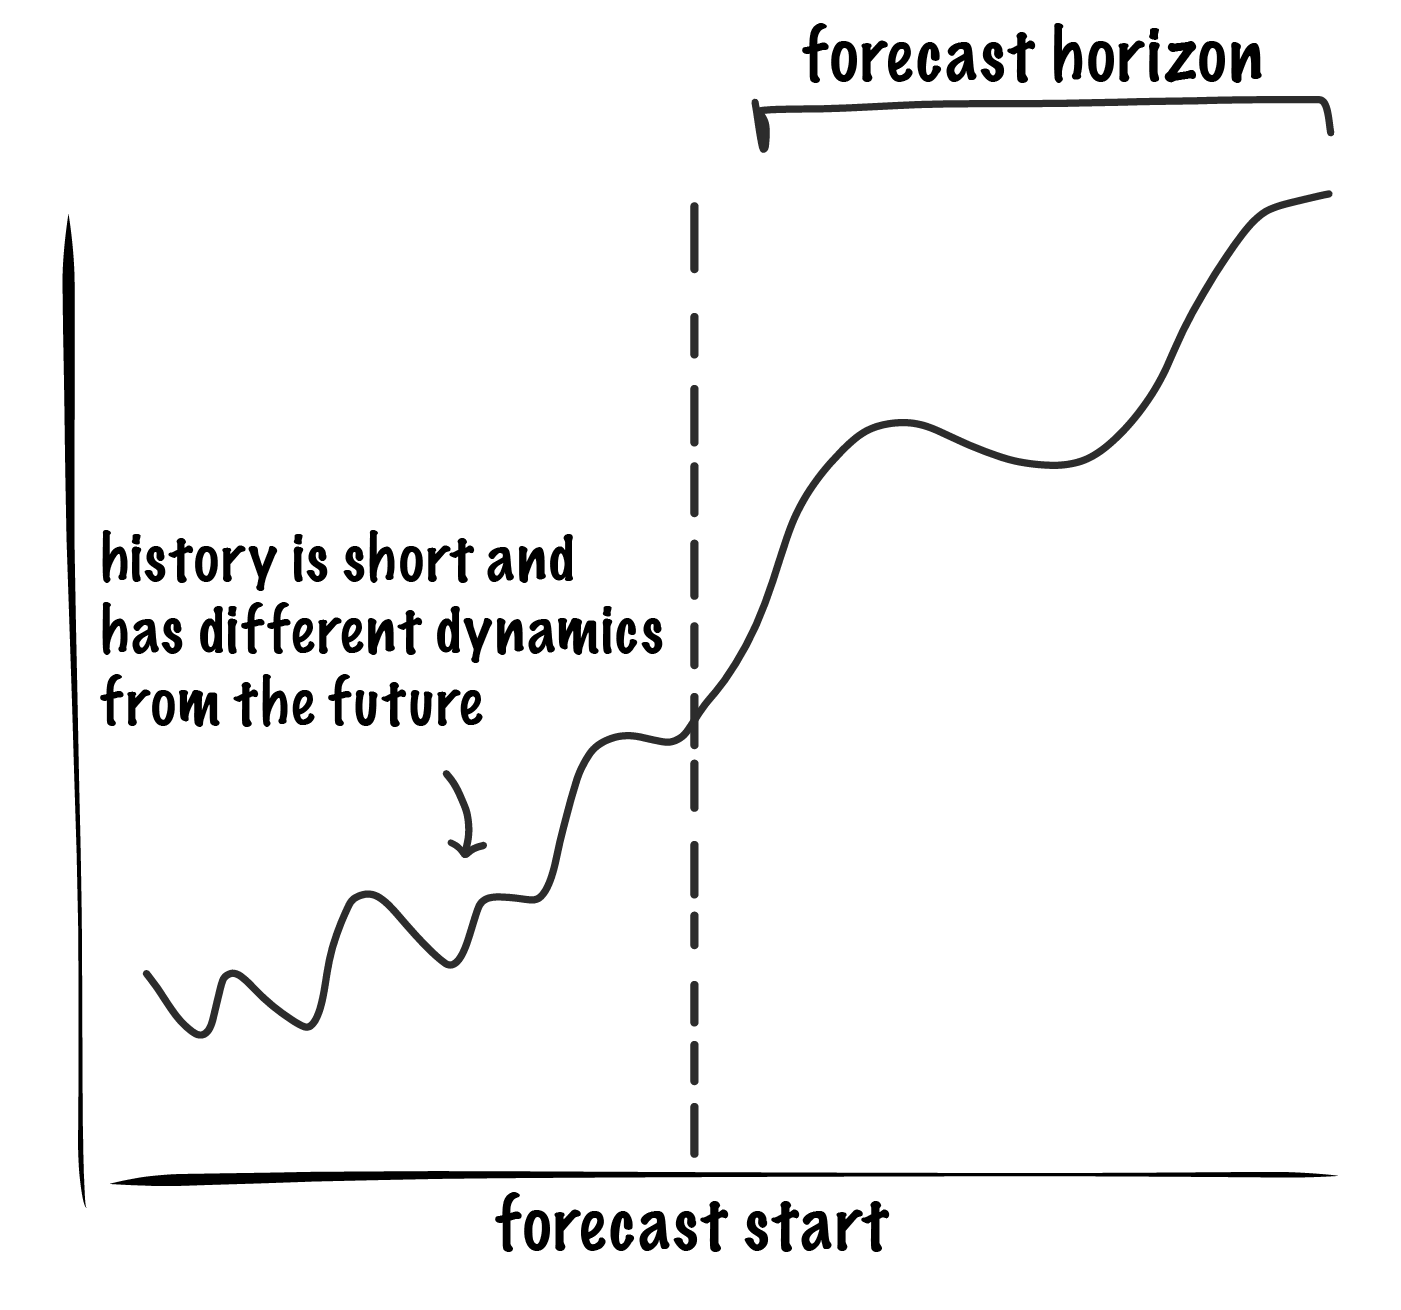 forecast horizon
history is short and
has different dynamics
from the future
forecast start